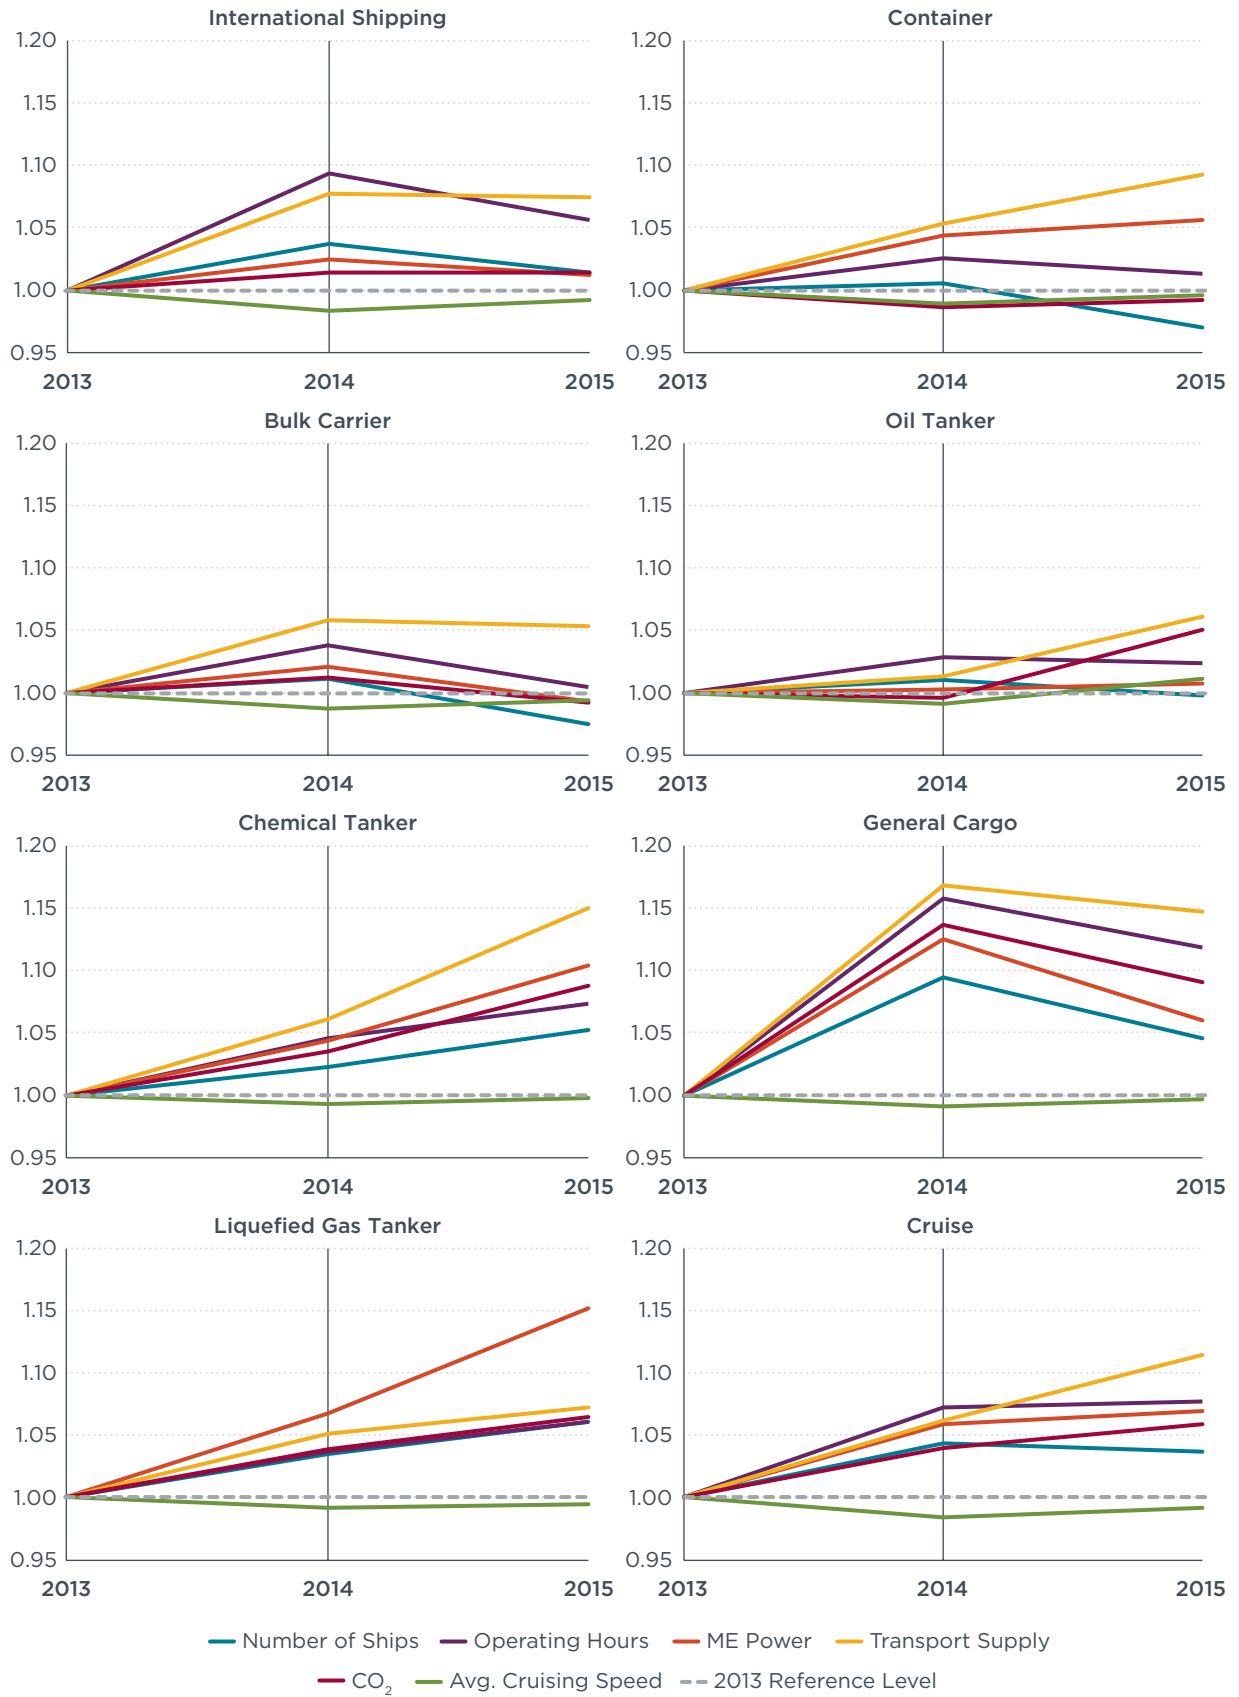 International Shipping
1.20
1.15
1.10
1.05
1.00
0.95
2013 2014 2015
Container
1.20
1.15
1.10
1.05
1.00
0.95
2013 2014 2015
Bulk Carrier
1.20
1.15
1.10
1.05
1.00
0.95
2013 2014 2015
Oil Tanker
1.20
1.15
1.10
1.05
1.00
0.95
2013 2014 2015
Chemical Tanker
1.20
1.15
1.10
1.05
1.00
0.95
2013 2014 2015
General Cargo
1.20
1.15
1.10
1.05
1.00
0.95
2013 2014 2015
Liquefied Gas Tanker
1.20
1.15
1.10
1.05
1.00
0.95
2013 2014 2015
Cruise
1.20
1.15
1.10
1.05
1.00
0.95
2013 2014 2015
Number of Ships Operating Hours ME Power Transport Supply
CO₂ Avg. Cruising Speed 2013 Reference Level